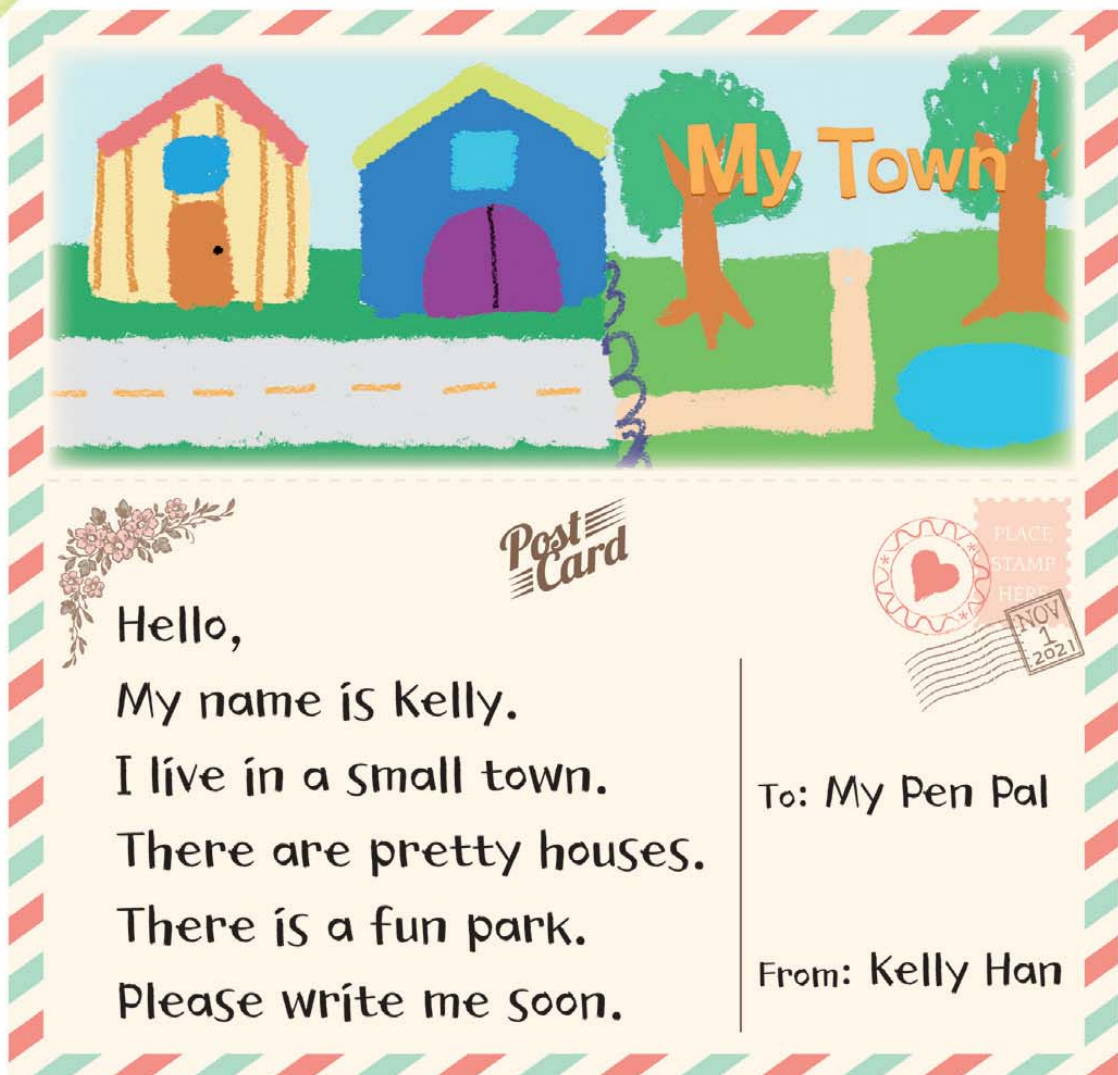 My Town
Post
Card
PLACE
STAMP
HERE
NOV
1
2021
Hello,
My name is Kelly.
I live in a small town.
There are pretty houses.
There is a fun park.
Please write me soon.
To: My Pen Pal
From: Kelly Han